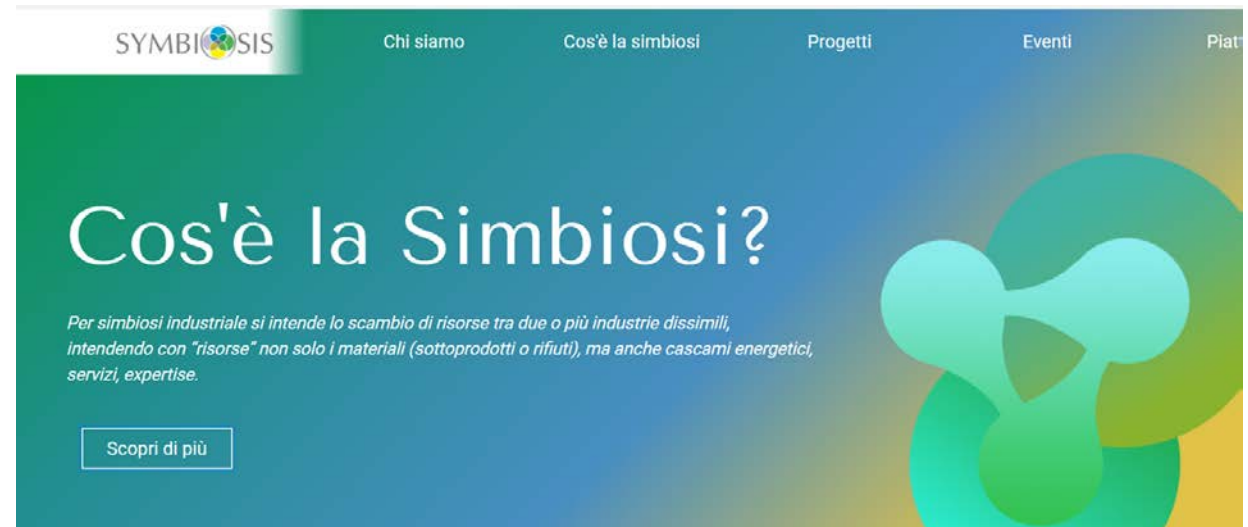 SYMBIOSIS
Chi siamo
Cos'è la simbiosi
Progetti
Eventi
Cos'è la Simbiosi?
Per simbiosi industriale si intende lo scambio di risorse tra due o più industrie dissimili,
intendendo con “risorse” non solo i materiali (sottoprodotti o rifiuti), ma anche cascami energetici,
servizi, expertise.
Scopri di più